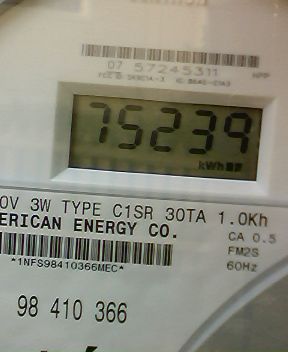 07 57245311
75239
kWh
0V 3W TYPE C1SR 30TA 1.0Kh
ERICAN ENERGY CO.
CA 0.5
FM2S
60Hz
*1NFS98410366MEC*
98 410 366